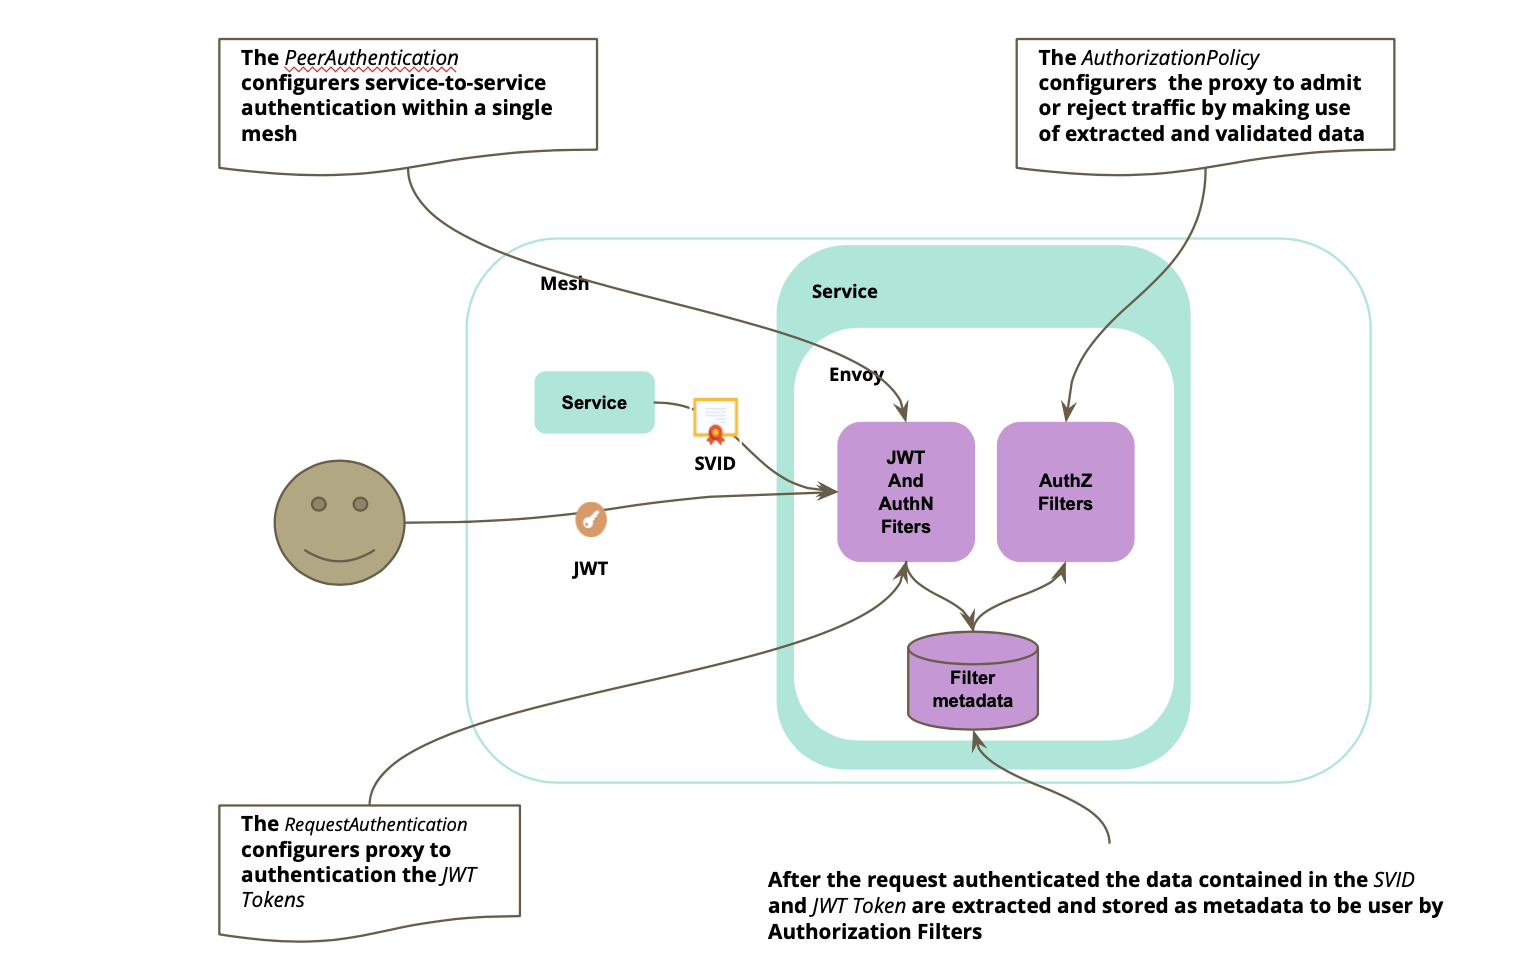 The PeerAuthentication
configurers service-to-service
authentication within a single
mesh
The AuthorizationPolicy
configurers  the proxy to admit
or reject traffic by making use
of extracted and validated data
Mesh
Service
Envoy
Service
SVID
JWT
And
AuthN
Fiters
AuthZ
Filters
JWT
Filter
metadata
The RequestAuthentication
configurers proxy to
authentication the JWT
Tokens
After the request authenticated the data contained in the SVID
and JWT Token are extracted and stored as metadata to be user by
Authorization Filters